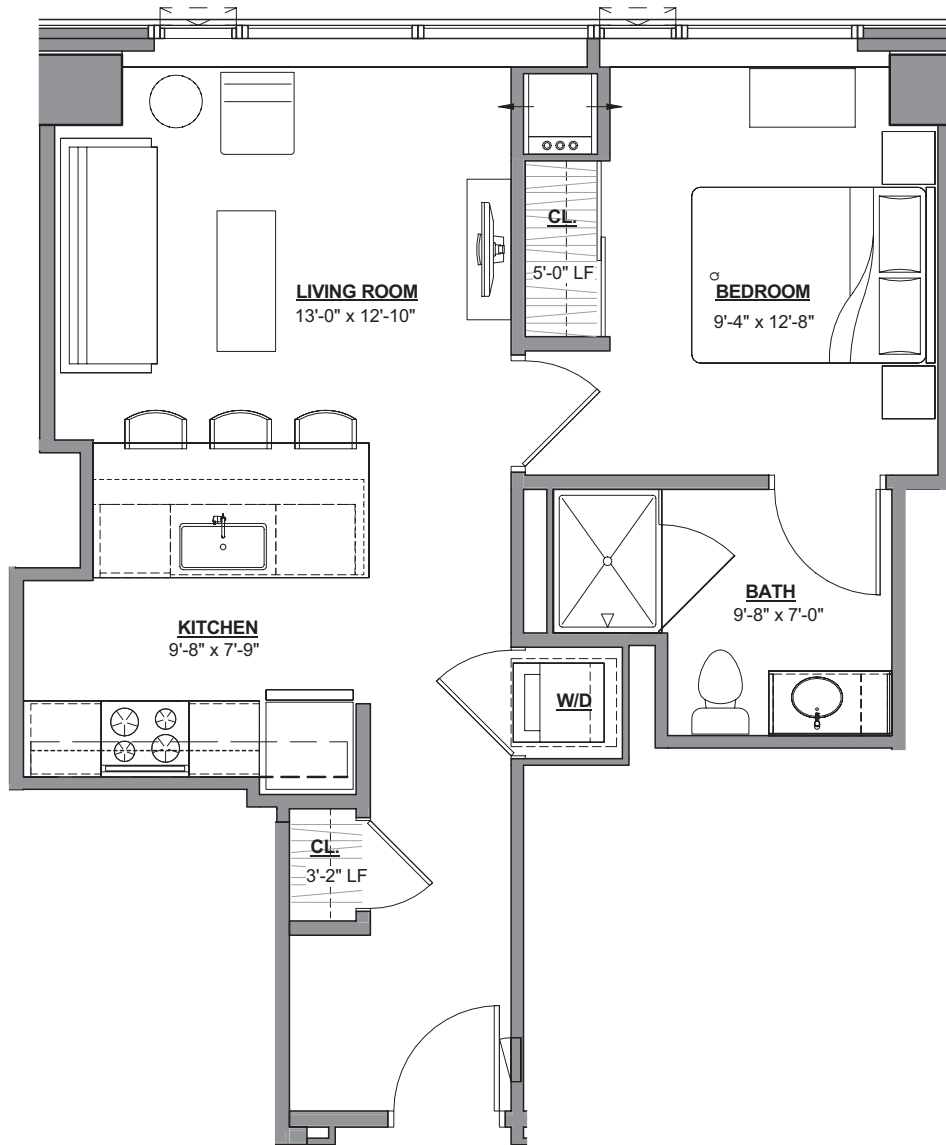 CL.
5'-0" LF
LIVING ROOM
13'-0" x 12'-10"
Q
BEDROOM
9'-4" x 12'-8"
BATH
9'-8" x 7'-0"
KITCHEN
9'-8" x 7'-9"
W/D
CL.
3'-2" LF